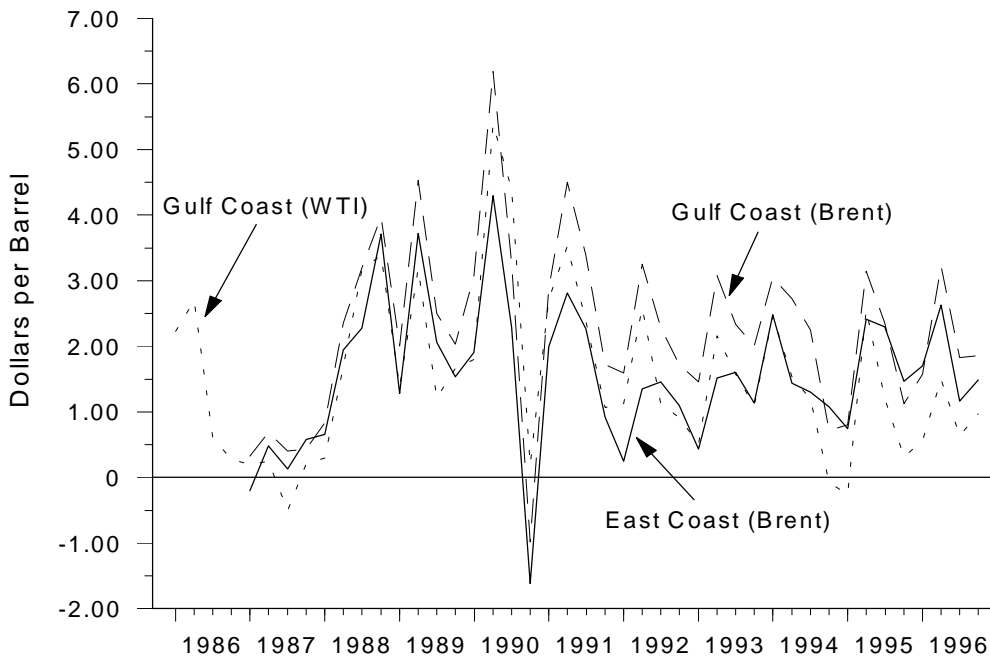 7.00
6.00
5.00
4.00
3.00
2.00
1.00
0
-1.00
-2.00
Dollars per Barrel
Gulf Coast (WTI)
Gulf Coast (Brent)
East Coast (Brent)
1986 1987 1988 1989 1990 1991 1992 1993 1994 1995 1996